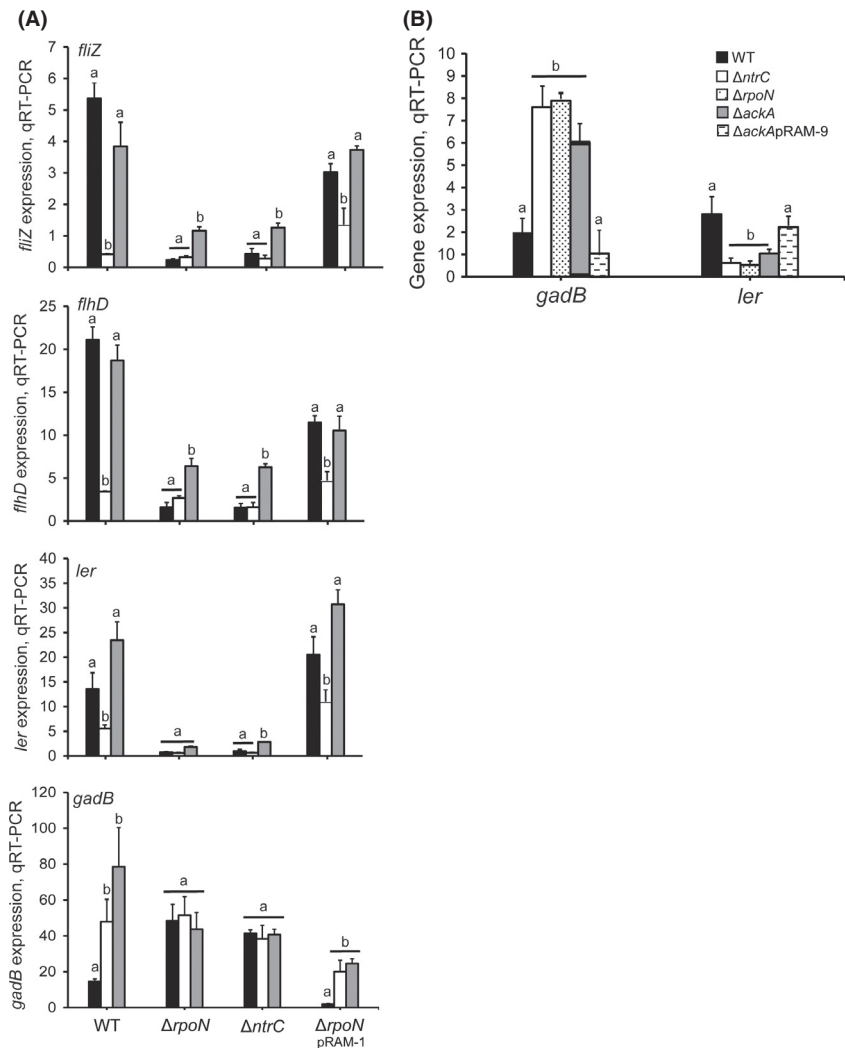 (A)
fliZ
fliZ expression, qRT-PCR
7
6
5
4
3
2
1
0
a
b
a
a
b
a
b
a
b
a
flhD
flhD expression, qRT-PCR
25
20
15
10
5
0
a
b
a
a
b
a
b
a
b
a
ler
ler expression, qRT-PCR
40
35
30
25
20
15
10
5
0
a
b
a
a
a
b
a
b
a
gadB
gadB expression, qRT-PCR
120
100
80
60
40
20
0
a
b
b
a
a
a
b
WT
ΔrpoN
ΔntrC
ΔrpoN
pRAM-1
(B)
Gene expression, qRT-PCR
10
9
8
7
6
5
4
3
2
1
0
a
b
a
a
b
a
gadB
ler
WT
ΔntrC
ΔrpoN
ΔackA
ΔackApRAM-9